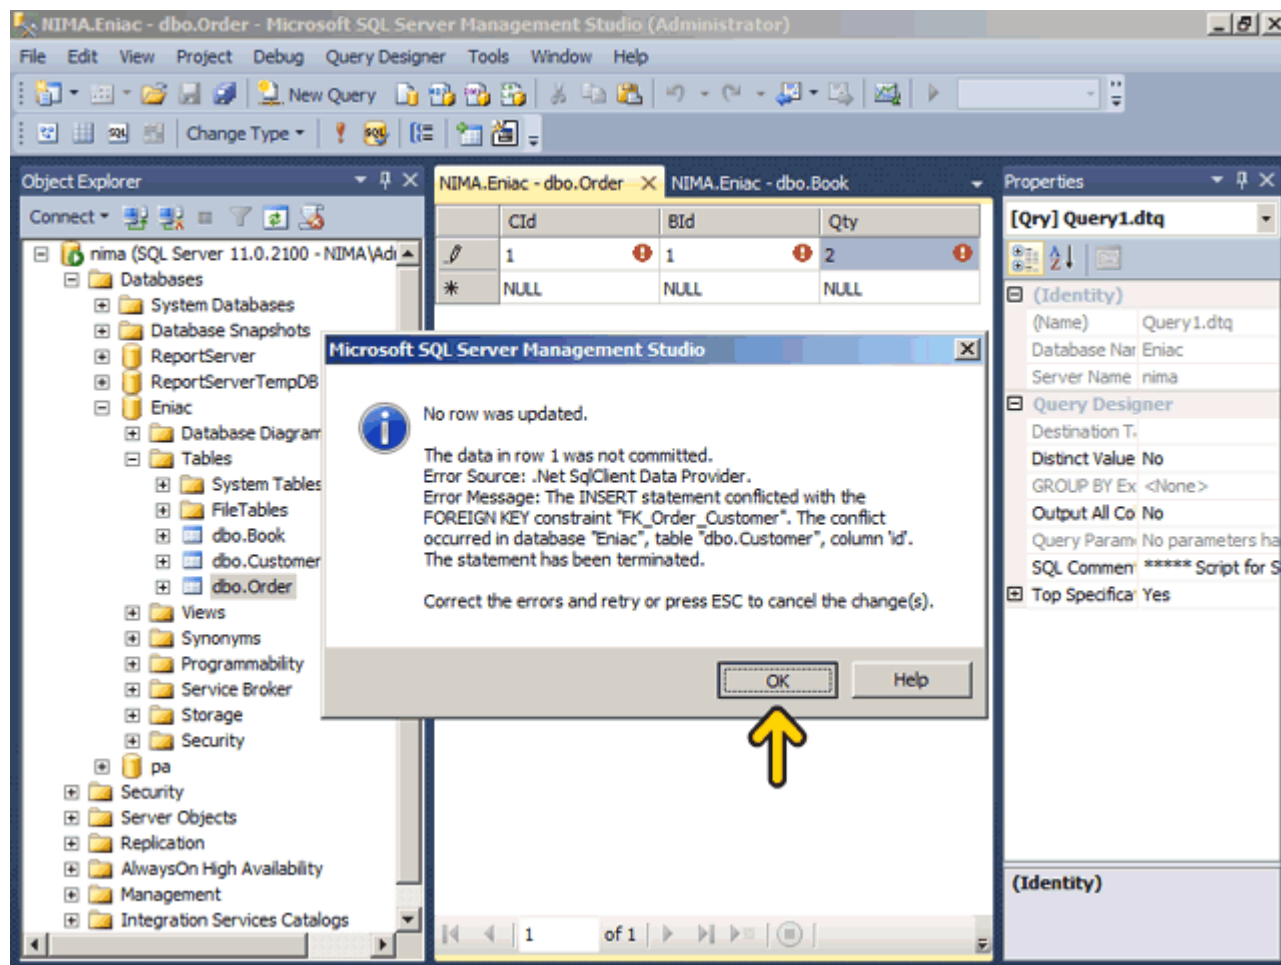 NIMA.Eniac - dbo.Order - Microsoft SQL Server Management Studio (Administrator)
File Edit View Project Debug Query Designer Tools Window Help
New Query
Change Type
Object Explorer
Connect
nima (SQL Server 11.0.2100 - NIMA\Adı
Databases
System Databases
Database Snapshots
ReportServer
ReportServerTempDB
Eniac
Database Diagram
Tables
System Tables
FileTables
dbo.Book
dbo.Customer
dbo.Order
Views
Synonyms
Programmability
Service Broker
Storage
Security
pa
Security
Server Objects
Replication
AlwaysOn High Availability
Management
Integration Services Catalogs
NIMA.Eniac - dbo.Order NIMA.Eniac - dbo.Book
CId BId Qty
1 1 2
NULL NULL NULL
Microsoft SQL Server Management Studio
No row was updated.
The data in row 1 was not committed.
Error Source: .Net SqlClient Data Provider.
Error Message: The INSERT statement conflicted with the
FOREIGN KEY constraint "FK_Order_Customer". The conflict
occurred in database "Eniac", table "dbo.Customer", column 'id'.
The statement has been terminated.
Correct the errors and retry or press ESC to cancel the change(s).
OK Help
1 of 1
Properties
[Qry] Query1.dtq
(Identity)
(Name) Query1.dtq
Database Nar Eniac
Server Name nima
Query Designer
Destination T
Distinct Value No
GROUP BY Ex <None>
Output All Co No
Query Param No parameters ha
SQL Commen ***** Script for S
Top Specifica Yes
(Identity)